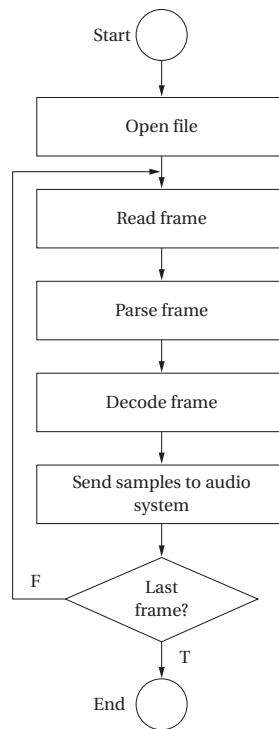 Start
Open file
Read frame
Parse frame
Decode frame
Send samples to audio
system
Last
frame?
F
T
End